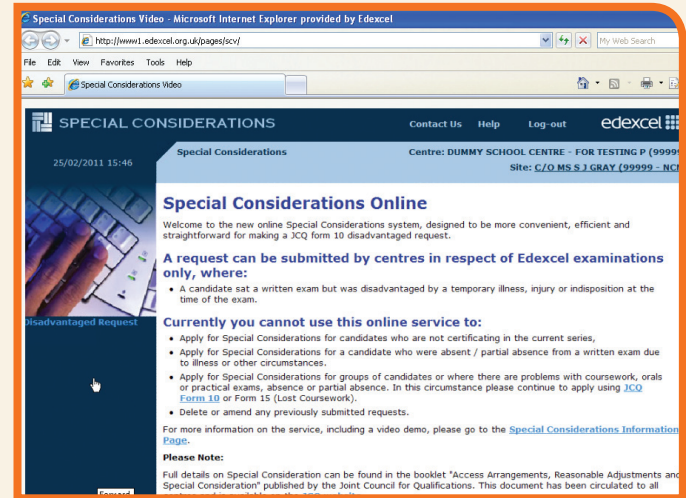 Special Considerations Video - Microsoft Internet Explorer provided by Edexcel
http://www1.edexcel.org.uk/pages/scv/
My Web Search
File Edit View Favorites Tools Help
Special Considerations Video
SPECIAL CONSIDERATIONS
Contact Us Help Log-out edexcel
25/02/2011 15:46
Special Considerations
Centre: DUMMY SCHOOL CENTRE - FOR TESTING P (99999
Site: C/O MS S J GRAY (99999 - NCN
Special Considerations Online
Welcome to the new online Special Considerations system, designed to be more convenient, efficient and
straightforward for making a JCQ form 10 disadvantaged request.
A request can be submitted by centres in respect of Edexcel examinations
only, where:
• A candidate sat a written exam but was disadvantaged by a temporary illness, injury or indisposition at the
time of the exam.
Disadvantaged Request
Currently you cannot use this online service to:
• Apply for Special Considerations for candidates who are not certificating in the current series,
• Apply for Special Considerations for a candidate who were absent / partial absence from a written exam due
to illness or other circumstances.
• Apply for Special Considerations for groups of candidates or where there are problems with coursework, orals
or practical exams, absence or partial absence. In this circumstance please continue to apply using JCQ
Form 10 or Form 15 (Lost Coursework).
• Delete or amend any previously submitted requests.
For more information on the service, including a video demo, please go to the Special Considerations Information
Page.
Please Note:
Full details on Special Consideration can be found in the booklet "Access Arrangements, Reasonable Adjustments and
Special Consideration" published by the Joint Council for Qualifications. This document has been circulated to all